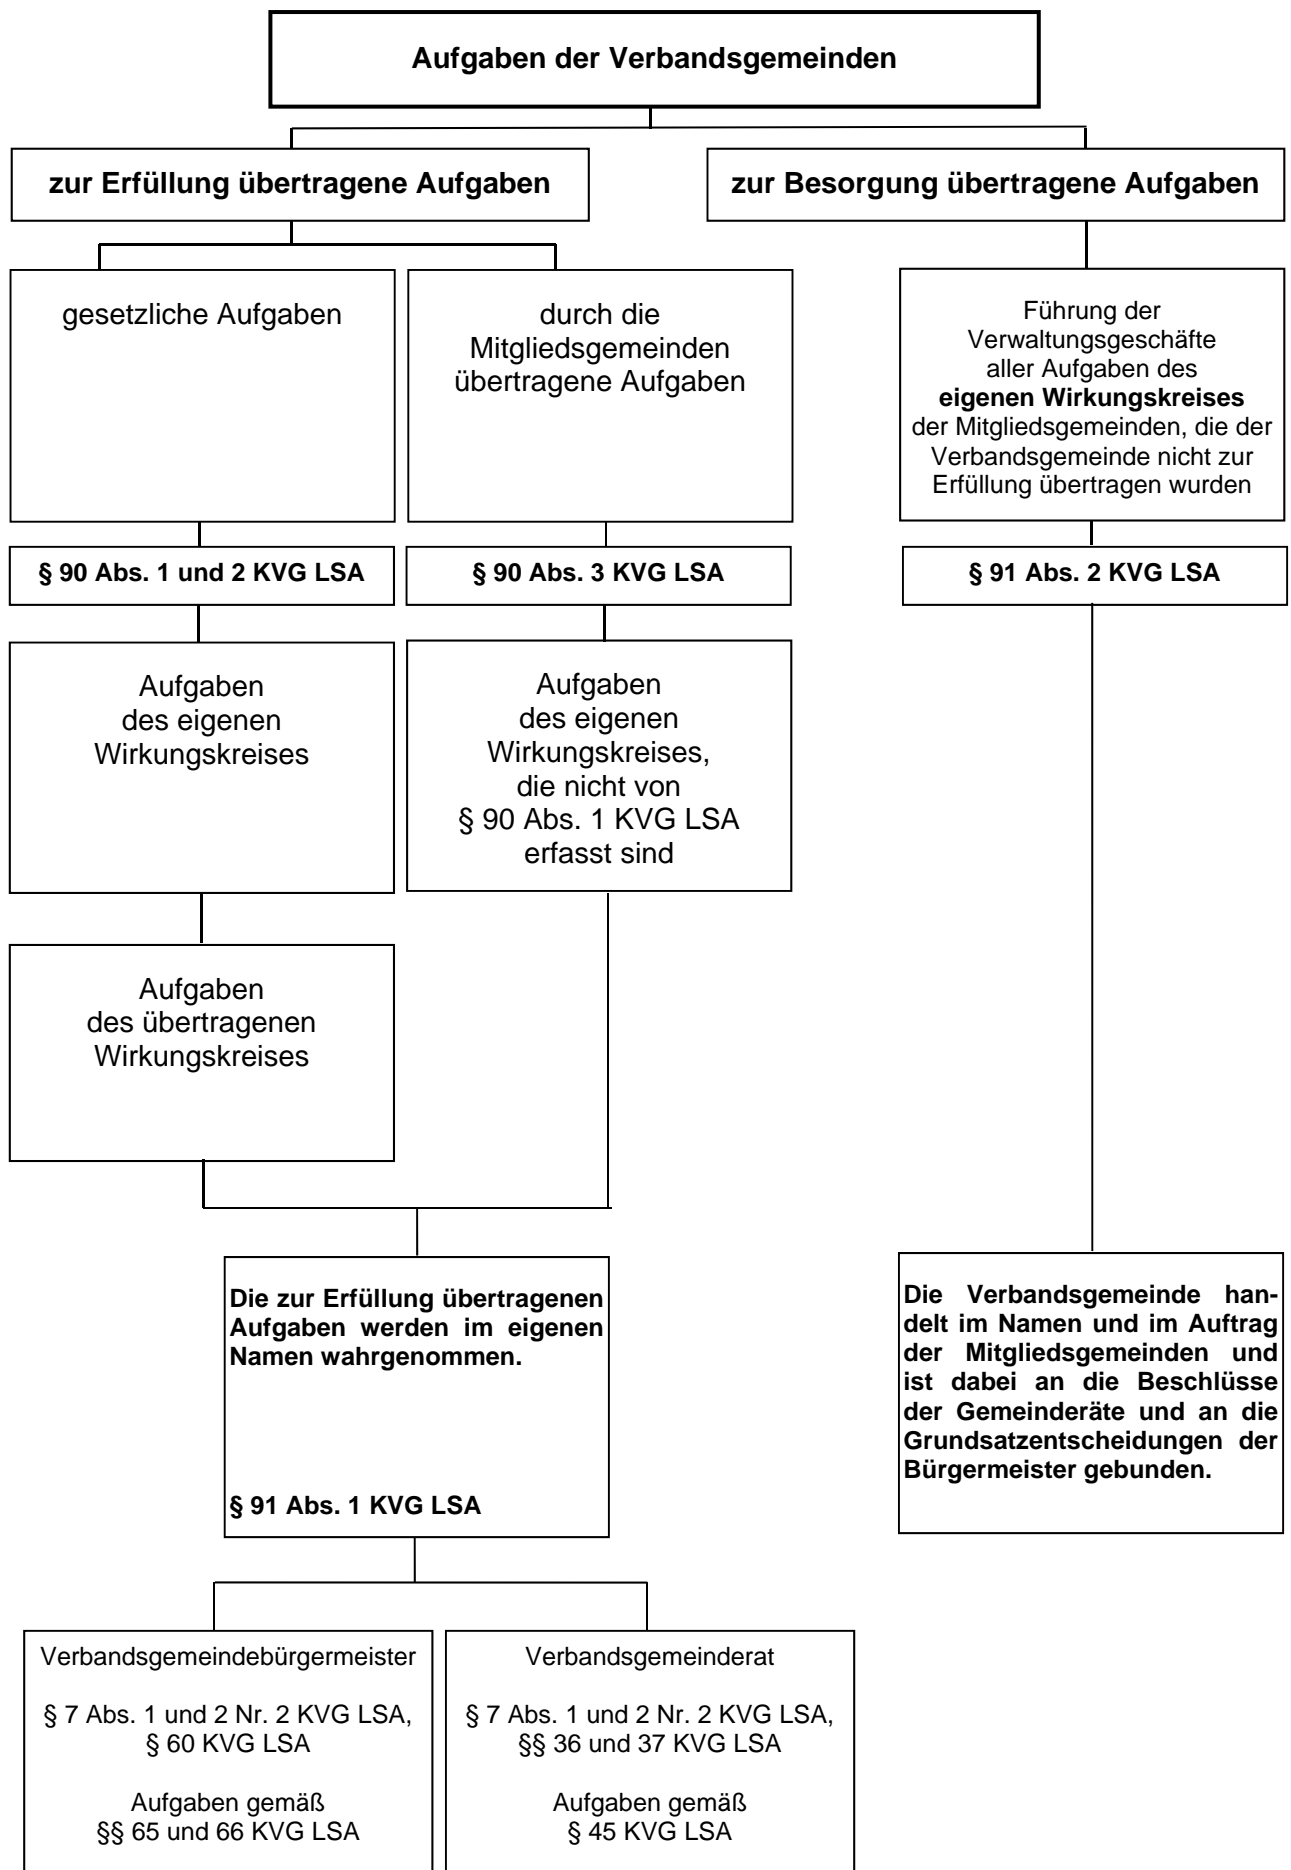 Aufgaben der Verbandsgemeinden
zur Erfüllung übertragene Aufgaben
zur Besorgung übertragene Aufgaben
gesetzliche Aufgaben
durch die
Mitgliedsgemeinden
übertragene Aufgaben
Führung der
Verwaltungsgeschäfte
aller Aufgaben des
eigenen Wirkungskreises
der Mitgliedsgemeinden, die der
Verbandsgemeinde nicht zur
Erfüllung übertragen wurden
§ 90 Abs. 1 und 2 KVG LSA
§ 90 Abs. 3 KVG LSA
§ 91 Abs. 2 KVG LSA
Aufgaben
des eigenen
Wirkungskreises
Aufgaben
des eigenen
Wirkungskreises,
die nicht von
§ 90 Abs. 1 KVG LSA
erfasst sind
Aufgaben
des übertragenen
Wirkungskreises
Die zur Erfüllung übertragenen
Aufgaben werden im eigenen
Namen wahrgenommen.
§ 91 Abs. 1 KVG LSA
Die Verbandsgemeinde han-
delt im Namen und im Auftrag
der Mitgliedsgemeinden und
ist dabei an die Beschlüsse
der Gemeinderäte und an die
Grundsatzentscheidungen der
Bürgermeister gebunden.
Verbandsgemeindebürgermeister
§ 7 Abs. 1 und 2 Nr. 2 KVG LSA,
§ 60 KVG LSA
Aufgaben gemäß
§§ 65 und 66 KVG LSA
Verbandsgemeinderat
§ 7 Abs. 1 und 2 Nr. 2 KVG LSA,
§§ 36 und 37 KVG LSA
Aufgaben gemäß
§ 45 KVG LSA